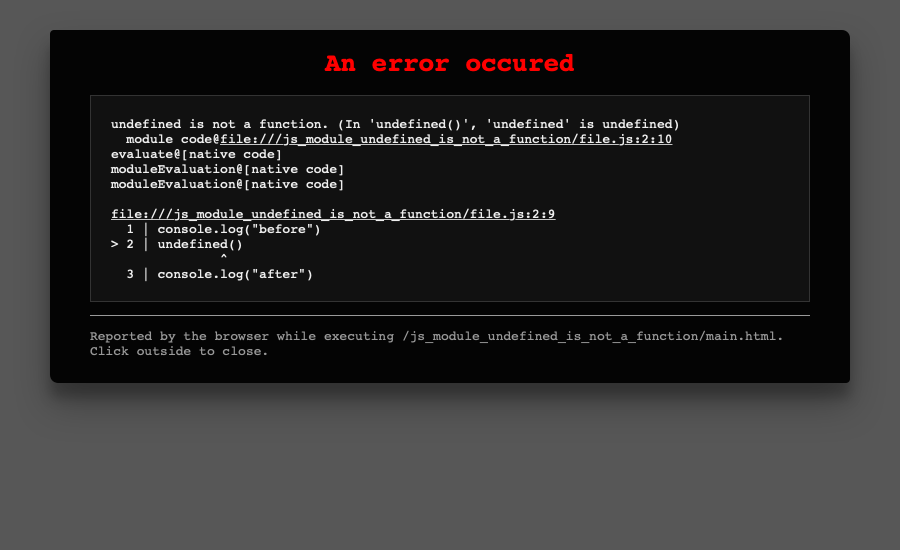 An error occured
undefined is not a function. (In 'undefined()', 'undefined' is undefined)
  module code@file:///js_module_undefined_is_not_a_function/file.js:2:10
evaluate@[native code]
moduleEvaluation@[native code]
moduleEvaluation@[native code]

file:///js_module_undefined_is_not_a_function/file.js:2:9
  1 | console.log("before")
> 2 | undefined()
              ^
  3 | console.log("after")
Reported by the browser while executing /js_module_undefined_is_not_a_function/main.html.
Click outside to close.